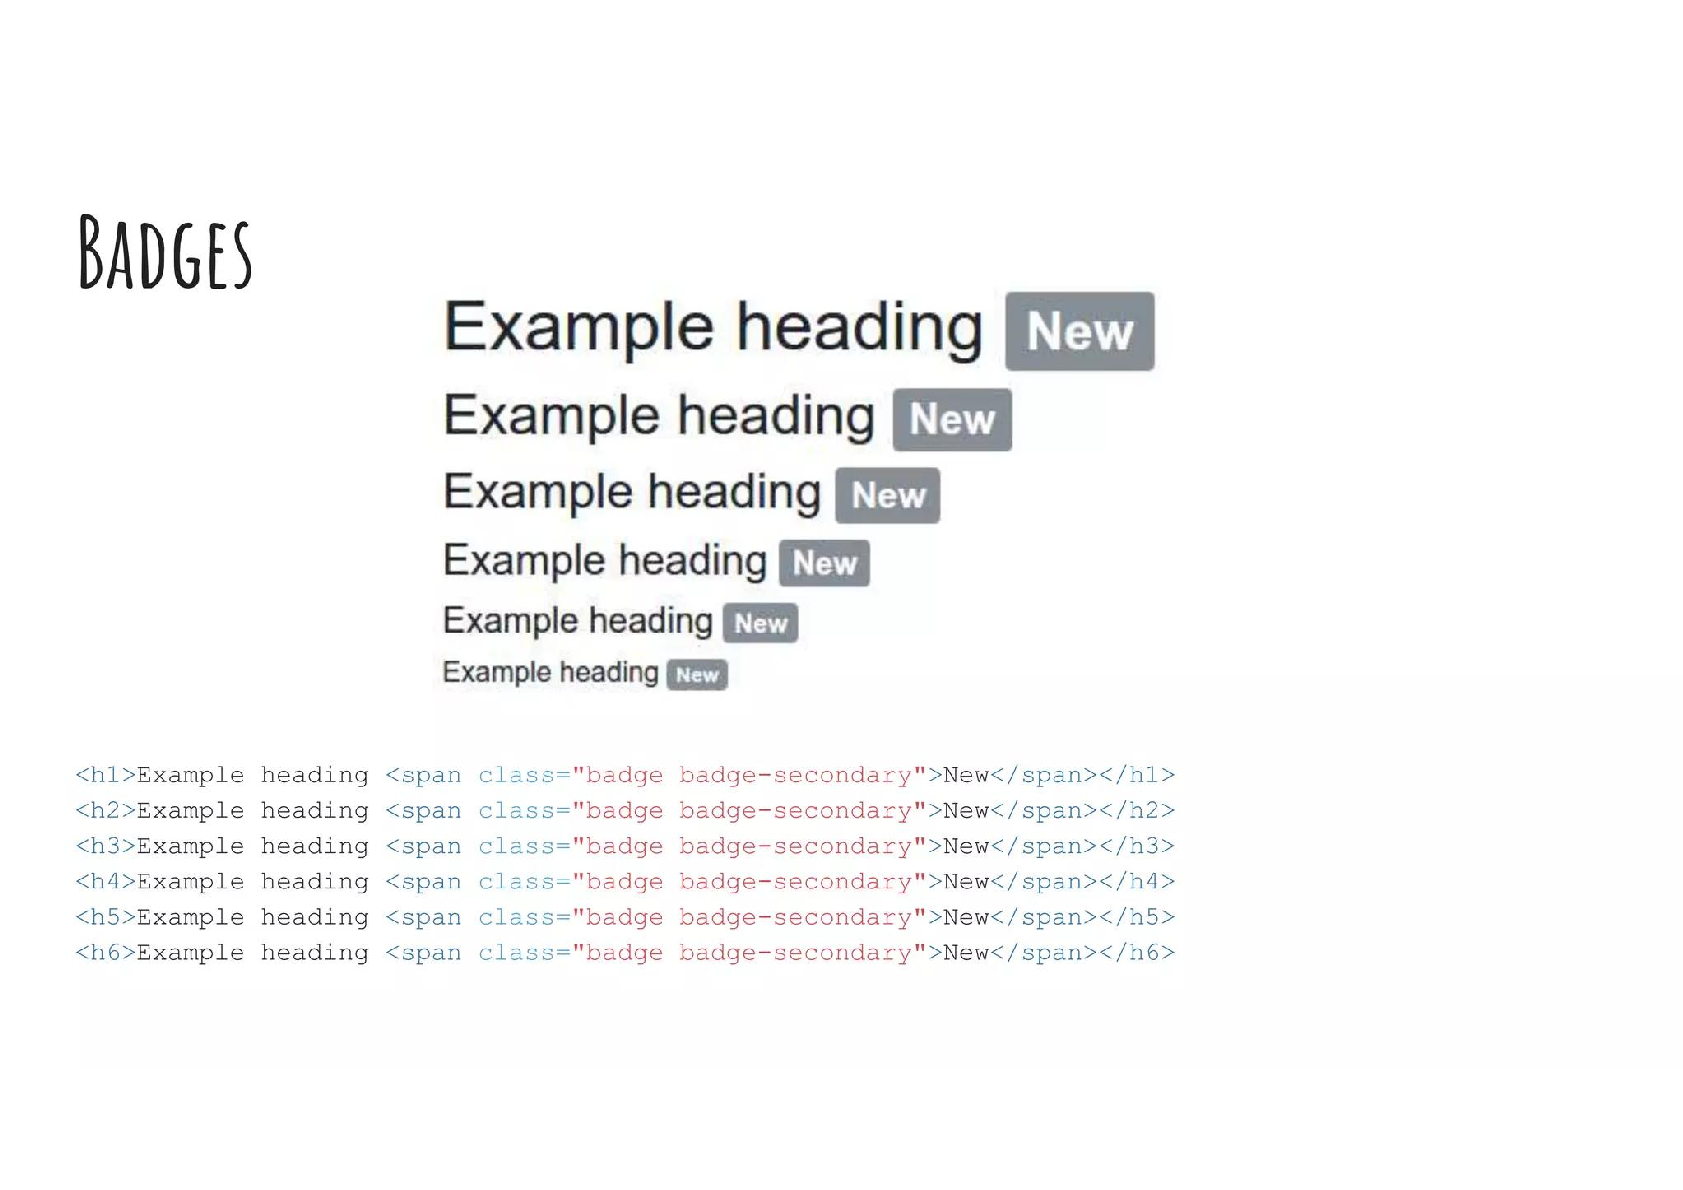 Badges
Example heading New
Example heading New
Example heading New
Example heading New
Example heading New
Example heading New
<h1>Example heading <span class="badge badge-secondary">New</span></h1>
<h2>Example heading <span class="badge badge-secondary">New</span></h2>
<h3>Example heading <span class="badge badge-secondary">New</span></h3>
<h4>Example heading <span class="badge badge-secondary">New</span></h4>
<h5>Example heading <span class="badge badge-secondary">New</span></h5>
<h6>Example heading <span class="badge badge-secondary">New</span></h6>